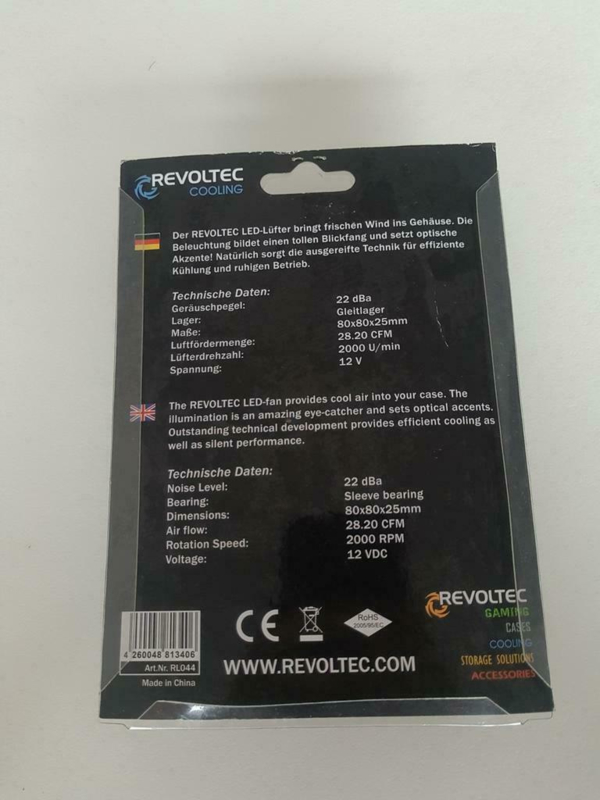 REVOLTEC
COOLING
Der REVOLTEC LED-Lüfter bringt frischen Wind ins Gehäuse. Die
Beleuchtung bildet einen tollen Blickfang und setzt optische
Akzente! Natürlich sorgt die ausgereifte Technik für effiziente
Kühlung und ruhigen Betrieb.
Technische Daten:
Geräuschpegel: 22 dBa
Lager: Gleitlager
Maße: 80x80x25mm
Luftfördermenge: 28.20 CFM
Lüfterdrehzahl: 2000 U/min
Spannung: 12 V
The REVOLTEC LED-fan provides cool air into your case. The
illumination is an amazing eye-catcher and sets optical accents.
Outstanding technical development provides efficient cooling as
well as silent performance.
Technische Daten:
Noise Level: 22 dBa
Bearing: Sleeve bearing
Dimensions: 80x80x25mm
Air flow: 28.20 CFM
Rotation Speed: 2000 RPM
Voltage: 12 VDC
4 260048 813406
Art.Nr. RL044
Made in China
CE
RoHS
2005/95/EC
WWW.REVOLTEC.COM
REVOLTEC
GAMING
CASES
COOLING
STORAGE SOLUTIONS
ACCESSORIES